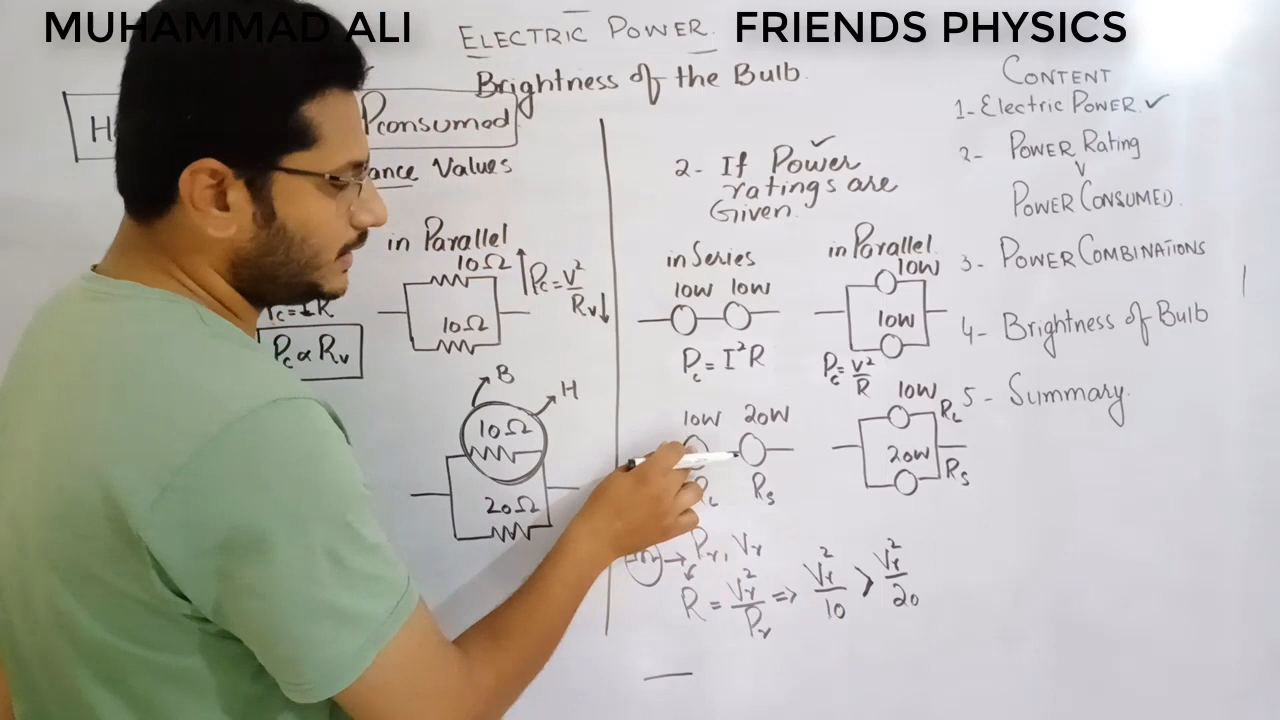 MUHAMMAD ALI
FRIENDS PHYSICS
ELECTRIC POWER
Brightness of the Bulb
H
Pconsumed
ance Values
in Parallel
10Ω
10Ω
Pc = V²/R
Rv↓
Pc ∝ Rv
B
H
10Ω
20Ω
2- If Power ✓
ratings are
Given.
in Series
10W 10W
Pc = I²R
10W 20W
RL Rs
in Parallel
10W
10W
Pc = V²/R
10W RL
20W Rs
→ Pr, Vr
R = Vr²/Pr => Vr²/10 > Vr²/20
CONTENT
1- Electric POWER ✓
2- POWER Rating
POWER CONSUMED.
3- POWER COMBINATIONS
4- Brightness of Bulb
5- Summary.